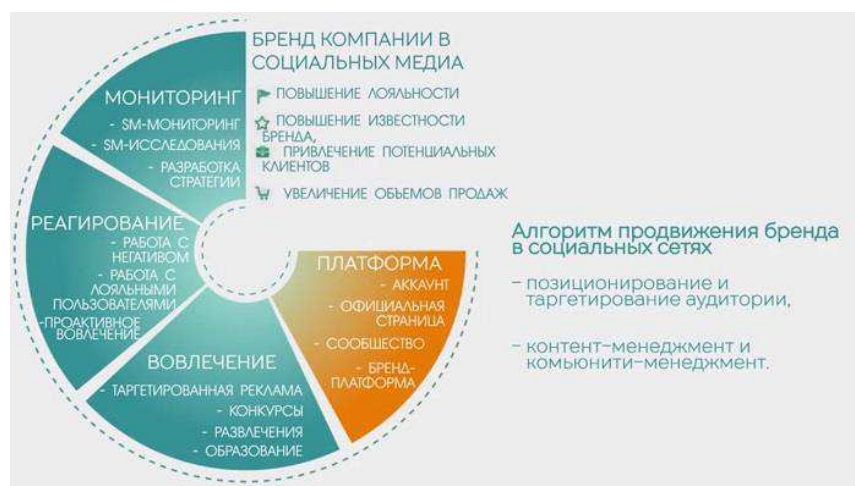 БРЕНД КОМПАНИИ В
СОЦИАЛЬНЫХ МЕДИА
ПОВЫШЕНИЕ ЛОЯЛЬНОСТИ
ПОВЫШЕНИЕ ИЗВЕСТНОСТИ
БРЕНДА,
ПРИВЛЕЧЕНИЕ ПОТЕНЦИАЛЬНЫХ
КЛИЕНТОВ
УВЕЛИЧЕНИЕ ОБЪЕМОВ ПРОДАЖ
МОНИТОРИНГ
- SM-МОНИТОРИНГ
- SM-ИССЛЕДОВАНИЯ
- РАЗРАБОТКА
СТРАТЕГИИ
РЕАГИРОВАНИЕ
- РАБОТА С
НЕГАТИВОМ
- РАБОТА С
ЛОЯЛЬНЫМИ
ПОЛЬЗОВАТЕЛЯМИ
-ПРОАКТИВНОЕ
ВОВЛЕЧЕНИЕ
ВОВЛЕЧЕНИЕ
- ТАРГЕТИРОВАННАЯ РЕКЛАМА
- КОНКУРСЫ
- РАЗВЛЕЧЕНИЯ
- ОБРАЗОВАНИЕ
ПЛАТФОРМА
- АККАУНТ
- ОФИЦИАЛЬНАЯ
СТРАНИЦА
- СООБЩЕСТВО
- БРЕНД-
ПЛАТФОРМА
Алгоритм продвижения бренда
в социальных сетях
– позиционирование и
таргетирование аудитории,
– контент-менеджмент и
комьюнити-менеджмент.